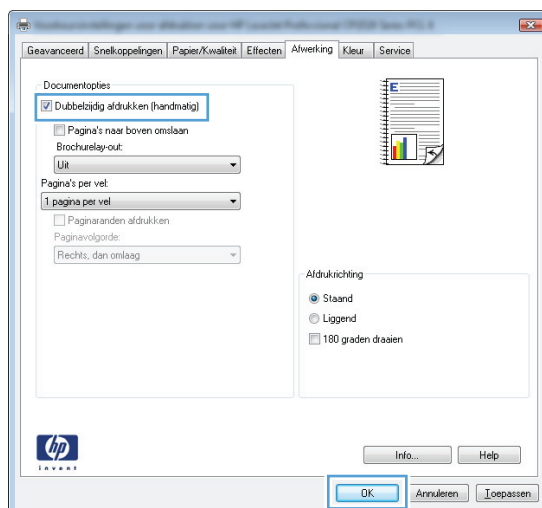 Geavanceerd Snelkoppelingen Papier/Kwaliteit Effecten Afwerking Kleur Service
Documentopties
Dubbelzijdig afdrukken (handmatig)
Pagina's naar boven omslaan
Brochurelay-out:
Uit
Pagina's per vel:
1 pagina per vel
Paginaranden afdrukken
Paginavolgorde:
Rechts, dan omlaag
E
Afdrukrichting
Staand
Liggend
180 graden draaien
hp
invent
Info... Help
OK Annuleren Toepassen